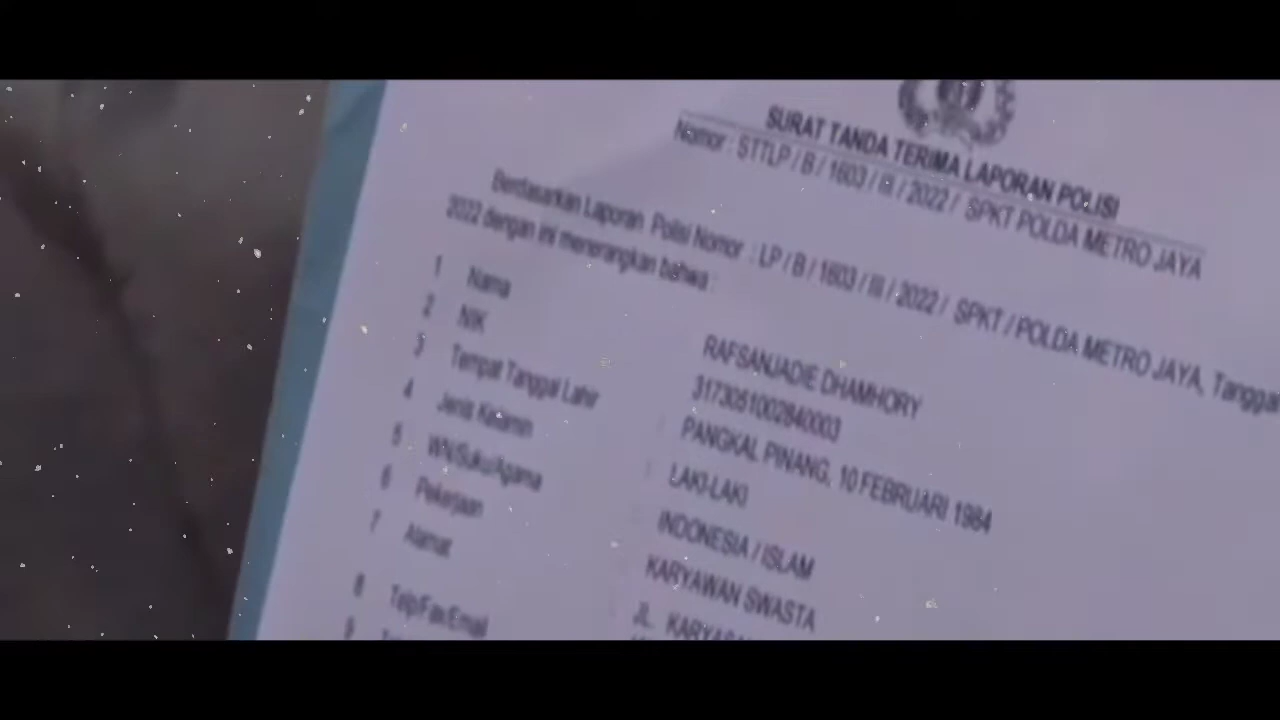 SURAT TANDA TERIMA LAPORAN POLISI
Nomor : STTLP / B / 1603 / III / 2022 / SPKT POLDA METRO JAYA
Berdasarkan Laporan Polisi Nomor : LP / B / 1603 / III / 2022 / SPKT / POLDA METRO JAYA, Tanggal
2022 dengan ini menerangkan bahwa :
1 Nama RAFSANJADIE DHAMHORY
2 NIK 3173051002840003
3 Tempat Tanggal Lahir : PANGKAL PINANG, 10 FEBRUARI 1984
4 Jenis Kelamin : LAKI-LAKI
5 WN/Suku/Agama : INDONESIA / ISLAM
6 Pekerjaan KARYAWAN SWASTA
7 Alamat : JL.
8 Telp/Fax/Email
9